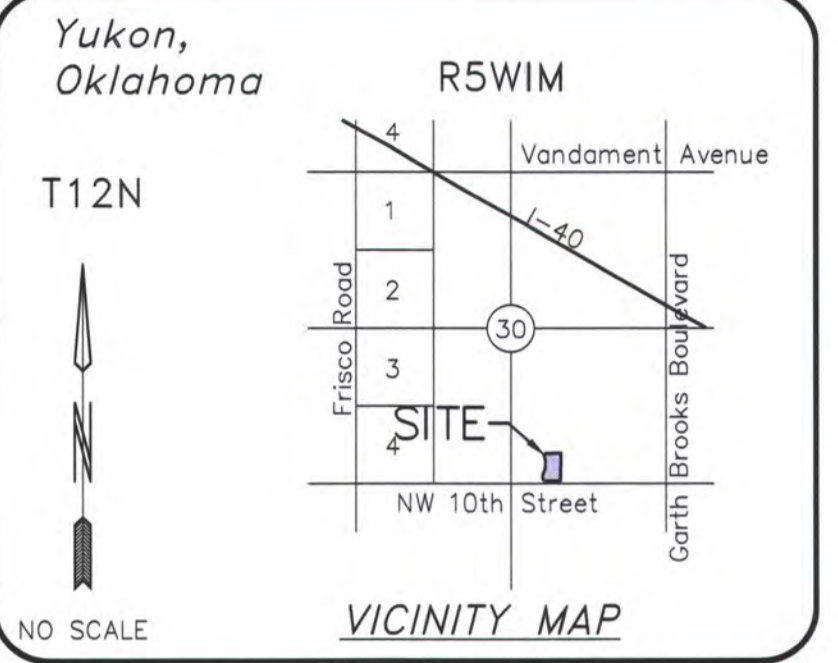 Yukon,
Oklahoma
R5WIM
T12N
4
Vandament Avenue
1
I-40
2
Frisco Road
30
Garth Brooks Boulevard
3
SITE
4
NW 10th Street
N
NO SCALE
VICINITY MAP